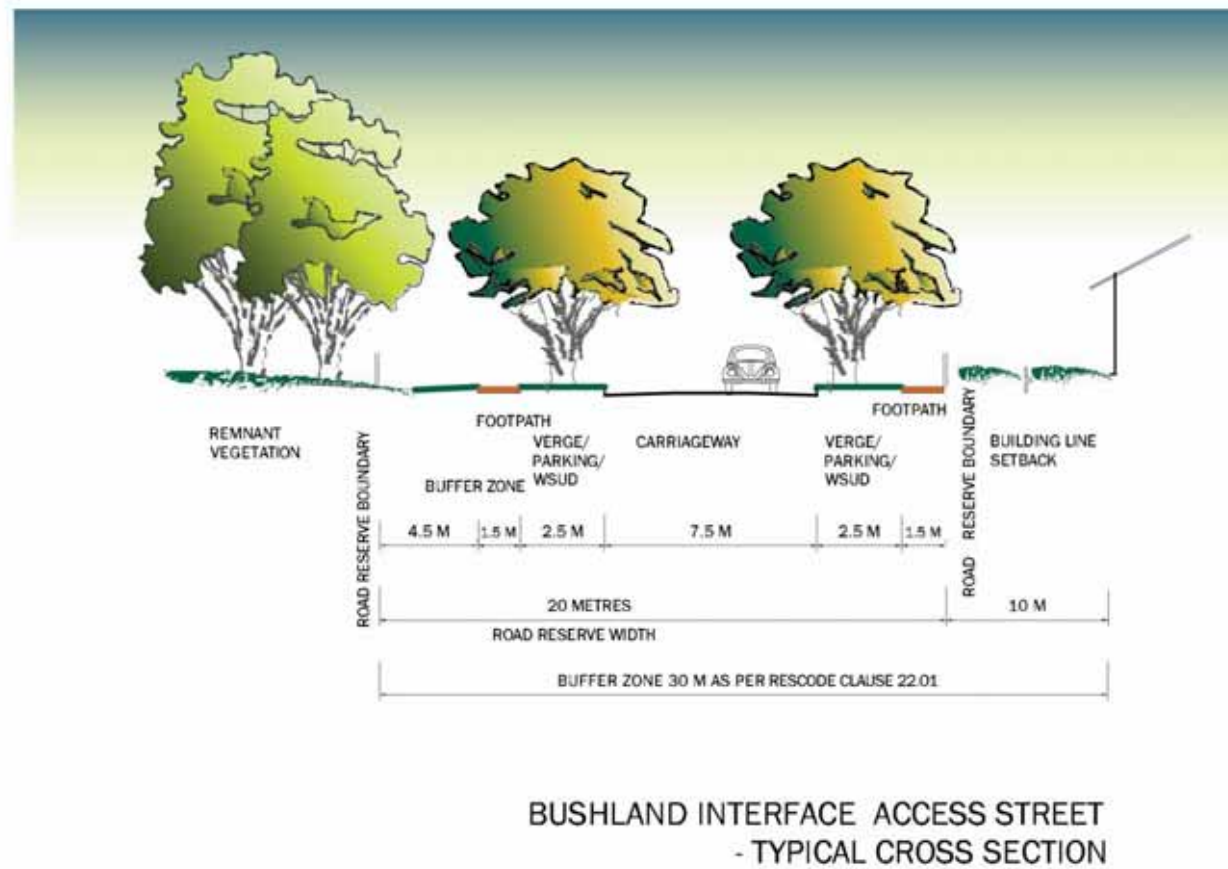 FOOTPATH
FOOTPATH
REMNANT
VEGETATION
ROAD RESERVE BOUNDARY
VERGE/
PARKING/
WSUD
CARRIAGEWAY
VERGE/
PARKING/
WSUD
ROAD RESERVE BOUNDARY
BUILDING LINE
SETBACK
BUFFER ZONE
4.5 M
1.5 M
2.5 M
7.5 M
2.5 M
1.5 M
20 METRES
10 M
ROAD RESERVE WIDTH
BUFFER ZONE 30 M AS PER RESCODE CLAUSE 22.01
BUSHLAND INTERFACE ACCESS STREET
- TYPICAL CROSS SECTION